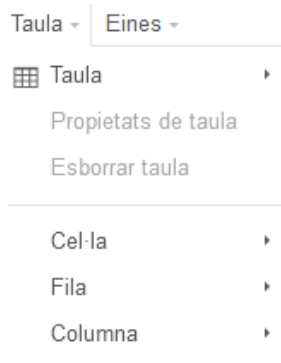 Taula Eines
Taula
Propietats de taula
Esborrar taula
Cel·la
Fila
Columna